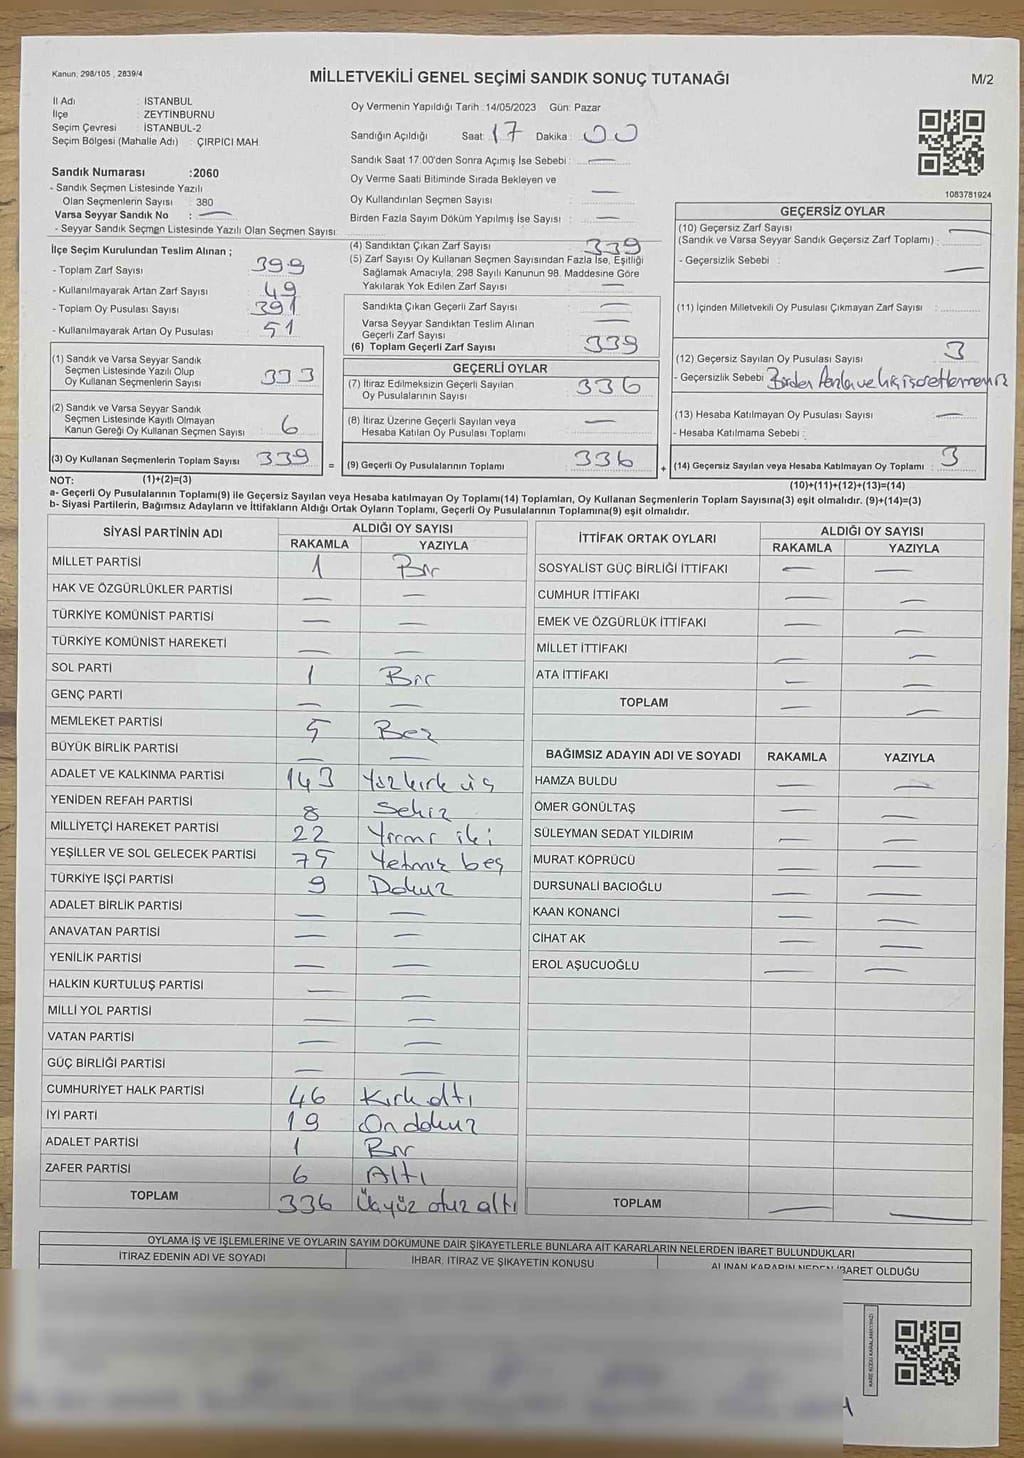 Kanun; 298/105 , 2839/4
MİLLETVEKİLİ GENEL SEÇİMİ SANDIK SONUÇ TUTANAĞI
M/2
İl Adı : İSTANBUL
İlçe : ZEYTİNBURNU
Seçim Çevresi : İSTANBUL-2
Seçim Bölgesi (Mahalle Adı) : ÇIRPICI MAH
Oy Vermenin Yapıldığı Tarih :14/05/2023 Gün: Pazar
Sandığın Açıldığı Saat: 17 Dakika : 00
Sandık Saat 17:00'den Sonra Açımış İse Sebebi : —
Oy Verme Saati Bitiminde Sırada Bekleyen ve
Oy Kullandırılan Seçmen Sayısı : —
Birden Fazla Sayım Döküm Yapılmış İse Sayısı : —
1083781924
Sandık Numarası :2060
- Sandık Seçmen Listesinde Yazılı
Olan Seçmenlerin Sayısı : 380
Varsa Seyyar Sandık No : —
- Seyyar Sandık Seçmen Listesinde Yazılı Olan Seçmen Sayısı :
İlçe Seçim Kurulundan Teslim Alınan ;
- Toplam Zarf Sayısı : 399
- Kullanılmayarak Artan Zarf Sayısı : 49
- Toplam Oy Pusulası Sayısı : 391
- Kullanılmayarak Artan Oy Pusulası : 51
(1) Sandık ve Varsa Seyyar Sandık
Seçmen Listesinde Yazılı Olup
Oy Kullanan Seçmenlerin Sayısı : 333
(2) Sandık ve Varsa Seyyar Sandık
Seçmen Listesinde Kayıtlı Olmayan
Kanun Gereği Oy Kullanan Seçmen Sayısı : 6
(3) Oy Kullanan Seçmenlerin Toplam Sayısı : 339
(4) Sandıktan Çıkan Zarf Sayısı : 339
(5) Zarf Sayısı Oy Kullanan Seçmen Sayısından Fazla İse, Eşitliği
Sağlamak Amacıyla, 298 Sayılı Kanunun 98. Maddesine Göre
Yakılarak Yok Edilen Zarf Sayısı : —
Sandıkta Çıkan Geçerli Zarf Sayısı : —
Varsa Seyyar Sandıktan Teslim Alınan
Geçerli Zarf Sayısı : —
(6) Toplam Geçerli Zarf Sayısı : 339
GEÇERLİ OYLAR
(7) İtiraz Edilmeksizin Geçerli Sayılan
Oy Pusulalarının Sayısı : 336
(8) İtiraz Üzerine Geçerli Sayılan veya
Hesaba Katılan Oy Pusulası Toplamı : —
= (9) Geçerli Oy Pusulalarının Toplamı : 336
GEÇERSİZ OYLAR
(10) Geçersiz Zarf Sayısı : —
(Sandık ve Varsa Seyyar Sandık Geçersiz Zarf Toplamı) :
- Geçersizlik Sebebi : —
(11) İçinden Milletvekili Oy Pusulası Çıkmayan Zarf Sayısı :
(12) Geçersiz Sayılan Oy Pusulası Sayısı : 3
- Geçersizlik Sebebi : Birden fazla ve hiç işaretlememe
(13) Hesaba Katılmayan Oy Pusulası Sayısı : —
- Hesaba Katılmama Sebebi :
+ (14) Geçersiz Sayılan veya Hesaba Katılmayan Oy Toplamı : 3
NOT: (1)+(2)=(3)
(10)+(11)+(12)+(13)=(14)
a- Geçerli Oy Pusulalarının Toplamı(9) ile Geçersiz Sayılan veya Hesaba katılmayan Oy Toplamı(14) Toplamları, Oy Kullanan Seçmenlerin Toplam Sayısına(3) eşit olmalıdır. (9)+(14)=(3)
b- Siyasi Partilerin, Bağımsız Adayların ve İttifakların Aldığı Ortak Oyların Toplamı, Geçerli Oy Pusulalarının Toplamına(9) eşit olmalıdır.
SİYASİ PARTİNİN ADI ALDIĞI OY SAYISI
RAKAMLA YAZIYLA
MİLLET PARTİSİ 1 Bir
HAK VE ÖZGÜRLÜKLER PARTİSİ — —
TÜRKİYE KOMÜNİST PARTİSİ — —
TÜRKİYE KOMÜNİST HAREKETİ — —
SOL PARTİ 1 Bir
GENÇ PARTİ — —
MEMLEKET PARTİSİ 5 Beş
BÜYÜK BİRLİK PARTİSİ — —
ADALET VE KALKINMA PARTİSİ 143 Yüz kırk üç
YENİDEN REFAH PARTİSİ 8 Sekiz
MİLLİYETÇİ HAREKET PARTİSİ 22 Yirmi iki
YEŞİLLER VE SOL GELECEK PARTİSİ 75 Yetmiş beş
TÜRKİYE İŞÇİ PARTİSİ 9 Dokuz
ADALET BİRLİK PARTİSİ — —
ANAVATAN PARTİSİ — —
YENİLİK PARTİSİ — —
HALKIN KURTULUŞ PARTİSİ — —
MİLLİ YOL PARTİSİ — —
VATAN PARTİSİ — —
GÜÇ BİRLİĞİ PARTİSİ — —
CUMHURİYET HALK PARTİSİ 46 Kırk altı
İYİ PARTİ 19 On dokuz
ADALET PARTİSİ 1 Bir
ZAFER PARTİSİ 6 Altı
TOPLAM 336 Üçyüz otuz altı
İTTİFAK ORTAK OYLARI ALDIĞI OY SAYISI
RAKAMLA YAZIYLA
SOSYALİST GÜÇ BİRLİĞİ İTTİFAKI — —
CUMHUR İTTİFAKI — —
EMEK VE ÖZGÜRLÜK İTTİFAKI — —
MİLLET İTTİFAKI — —
ATA İTTİFAKI — —
TOPLAM — —
BAĞIMSIZ ADAYIN ADI VE SOYADI RAKAMLA YAZIYLA
HAMZA BULDU — —
ÖMER GÖNÜLTAŞ — —
SÜLEYMAN SEDAT YILDIRIM — —
MURAT KÖPRÜCÜ — —
DURSUNALİ BACIOĞLU — —
KAAN KONANCİ — —
CİHAT AK — —
EROL AŞUCUOĞLU — —
TOPLAM — —
OYLAMA İŞ VE İŞLEMLERİNE VE OYLARIN SAYIM DÖKÜMÜNE DAİR ŞİKAYETLERLE BUNLARA AİT KARARLARIN NELERDEN İBARET BULUNDUKLARI
İTİRAZ EDENİN ADI VE SOYADI İHBAR, İTİRAZ VE ŞİKAYETİN KONUSU ALINAN KARARIN NEDEN İBARET OLDUĞU